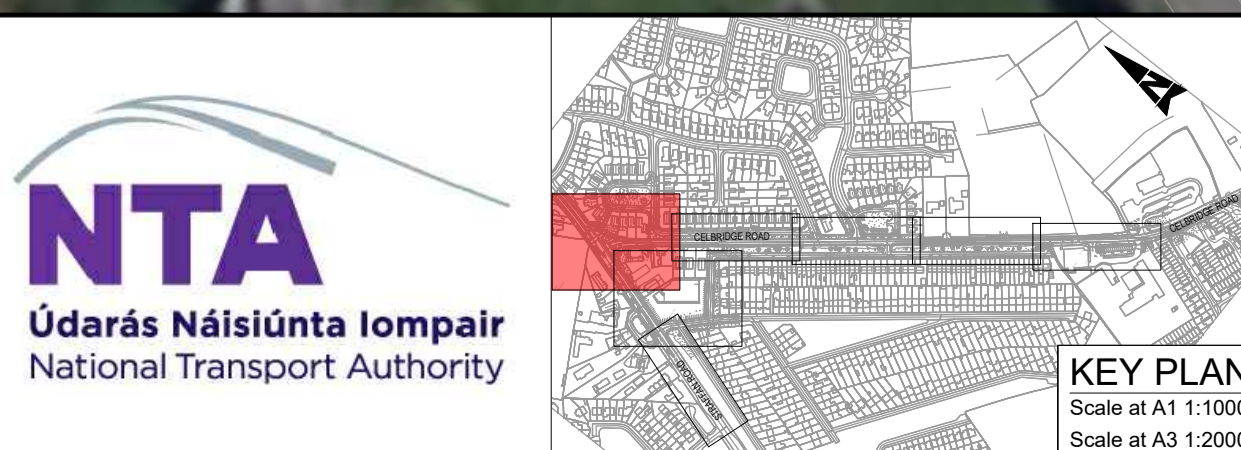 NTA
Údarás Náisiúnta Iompair
National Transport Authority
N
CELBRIDGE ROAD
CELBRIDGE ROAD
STRAFFAN ROAD
KEY PLAN
Scale at A1 1:1000
Scale at A3 1:2000